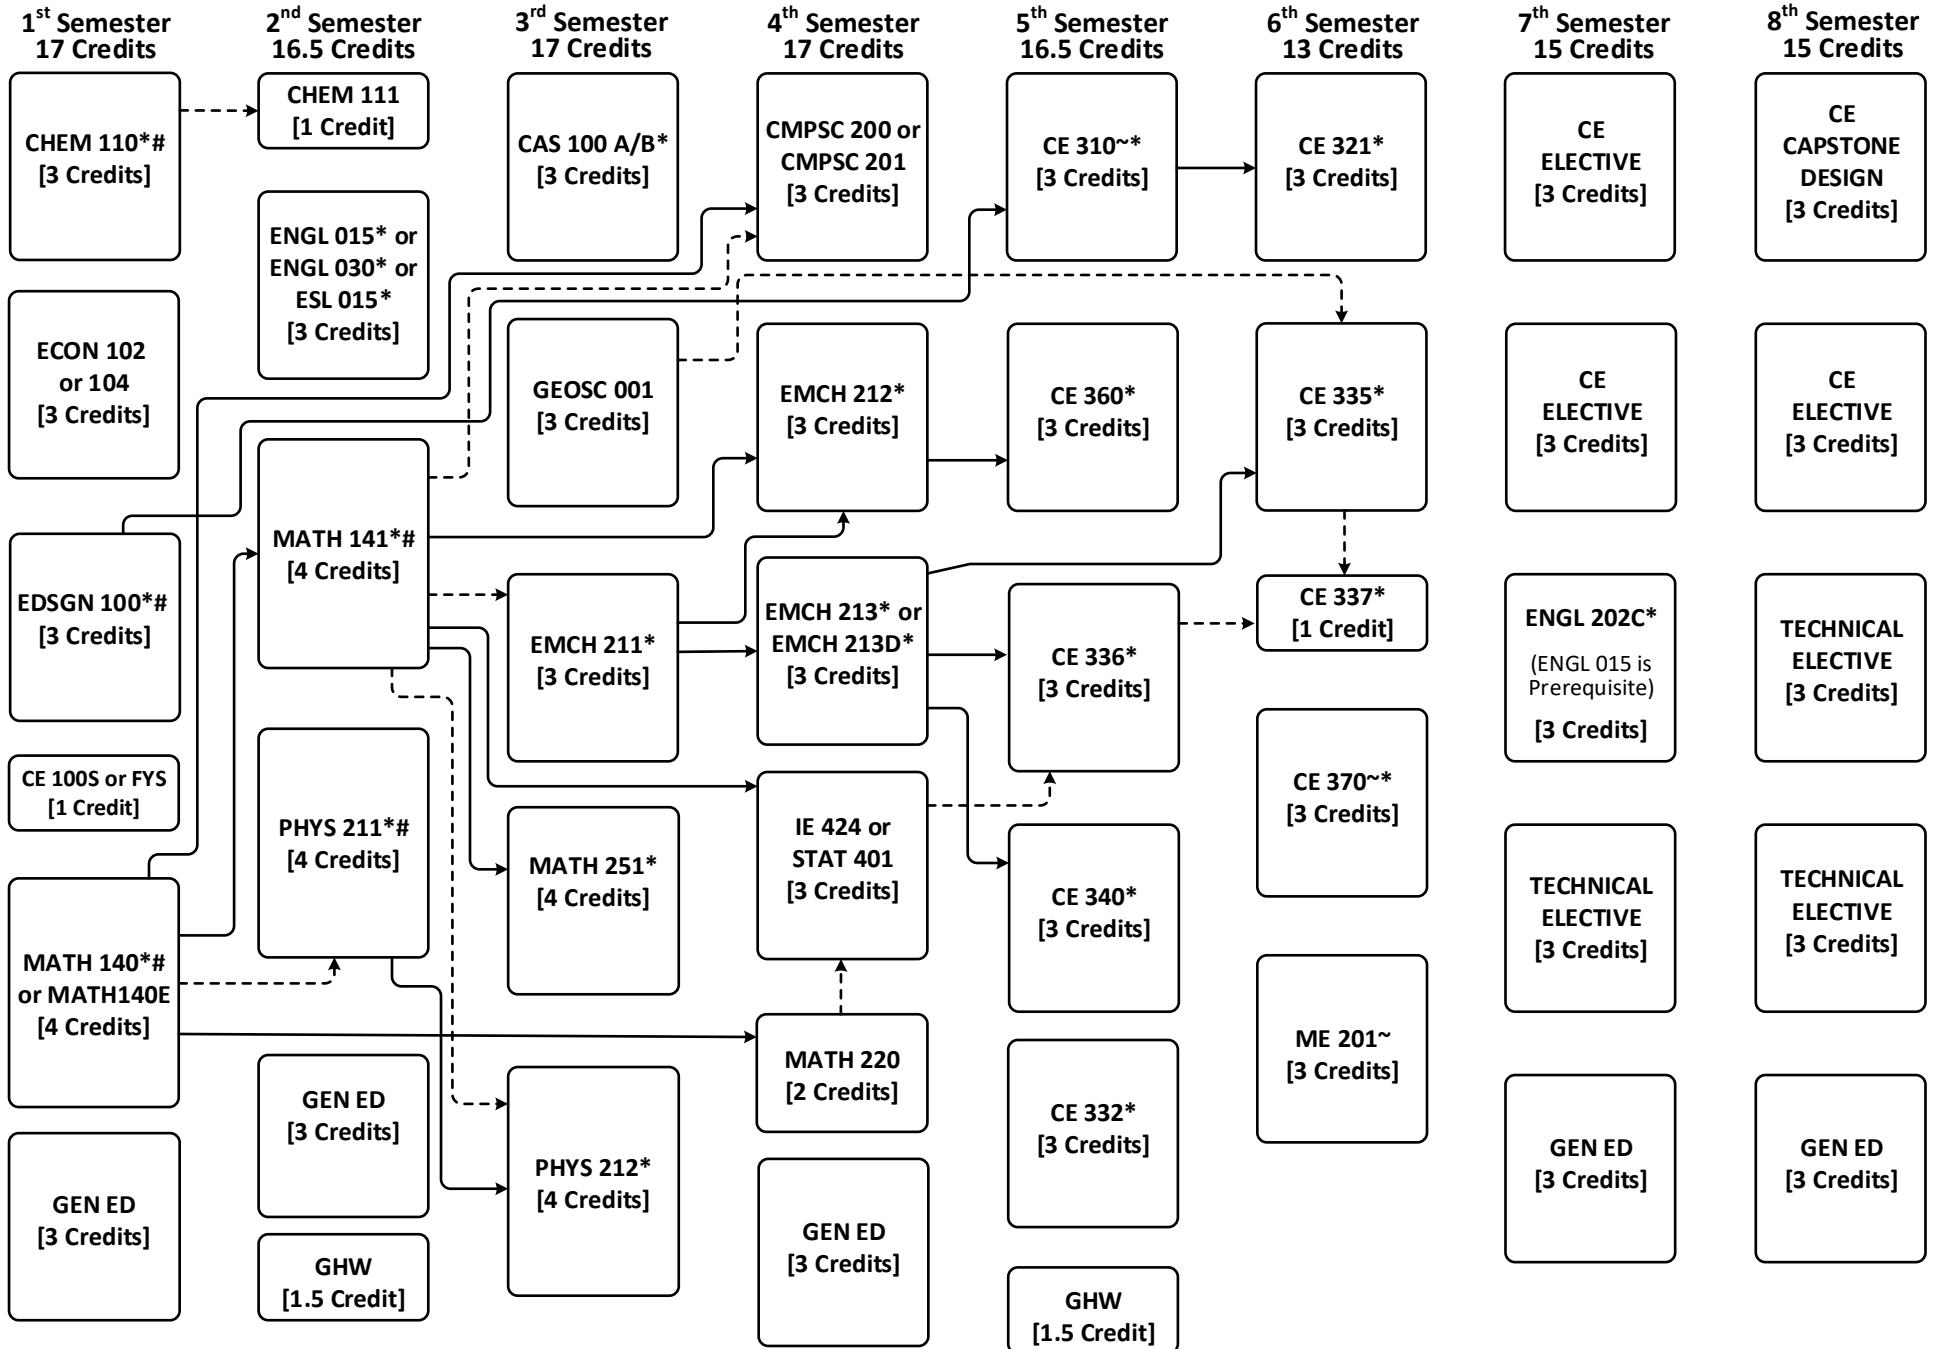 1st Semester
17 Credits
CHEM 110*#
[3 Credits]
ECON 102
or 104
[3 Credits]
EDSGN 100*#
[3 Credits]
CE 100S or FYS
[1 Credit]
MATH 140*#
or MATH140E
[4 Credits]
GEN ED
[3 Credits]
2nd Semester
16.5 Credits
CHEM 111
[1 Credit]
ENGL 015* or
ENGL 030* or
ESL 015*
[3 Credits]
MATH 141*#
[4 Credits]
PHYS 211*#
[4 Credits]
GEN ED
[3 Credits]
GHW
[1.5 Credit]
3rd Semester
17 Credits
CAS 100 A/B*
[3 Credits]
GEOSC 001
[3 Credits]
EMCH 211*
[3 Credits]
MATH 251*
[4 Credits]
PHYS 212*
[4 Credits]
4th Semester
17 Credits
CMPSC 200 or
CMPSC 201
[3 Credits]
EMCH 212*
[3 Credits]
EMCH 213* or
EMCH 213D*
[3 Credits]
IE 424 or
STAT 401
[3 Credits]
MATH 220
[2 Credits]
GEN ED
[3 Credits]
5th Semester
16.5 Credits
CE 310~*
[3 Credits]
CE 360*
[3 Credits]
CE 336*
[3 Credits]
CE 340*
[3 Credits]
CE 332*
[3 Credits]
GHW
[1.5 Credit]
6th Semester
13 Credits
CE 321*
[3 Credits]
CE 335*
[3 Credits]
CE 337*
[1 Credit]
CE 370~*
[3 Credits]
ME 201~
[3 Credits]
7th Semester
15 Credits
CE
ELECTIVE
[3 Credits]
CE
ELECTIVE
[3 Credits]
ENGL 202C*
(ENGL 015 is
Prerequisite)
[3 Credits]
TECHNICAL
ELECTIVE
[3 Credits]
GEN ED
[3 Credits]
8th Semester
15 Credits
CE
CAPSTONE
DESIGN
[3 Credits]
CE
ELECTIVE
[3 Credits]
TECHNICAL
ELECTIVE
[3 Credits]
TECHNICAL
ELECTIVE
[3 Credits]
GEN ED
[3 Credits]